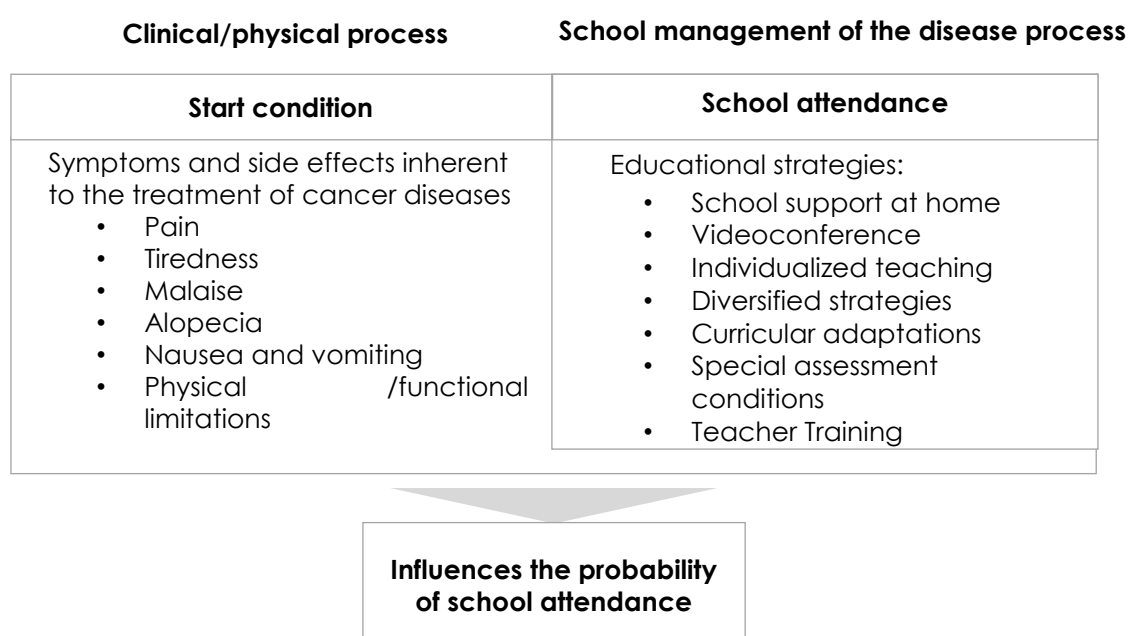 Clinical/physical process
School management of the disease process
Start condition
School attendance
Symptoms and side effects inherent
to the treatment of cancer diseases
• Pain
• Tiredness
• Malaise
• Alopecia
• Nausea and vomiting
• Physical /functional
limitations
Educational strategies:
• School support at home
• Videoconference
• Individualized teaching
• Diversified strategies
• Curricular adaptations
• Special assessment
conditions
• Teacher Training
Influences the probability
of school attendance